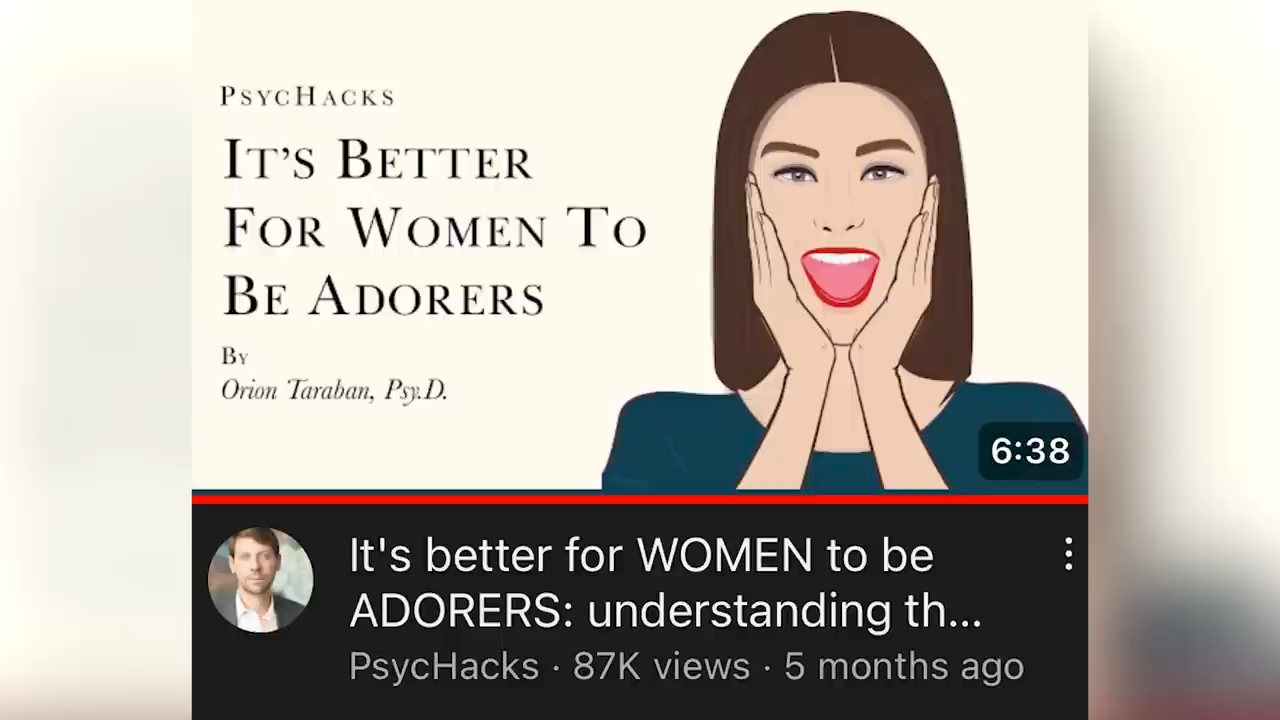 PsycHacks
It's Better
For Women To
Be Adorers
By
Orion Taraban, Psy.D.
6:38
It's better for WOMEN to be
ADORERS: understanding th...
PsycHacks · 87K views · 5 months ago